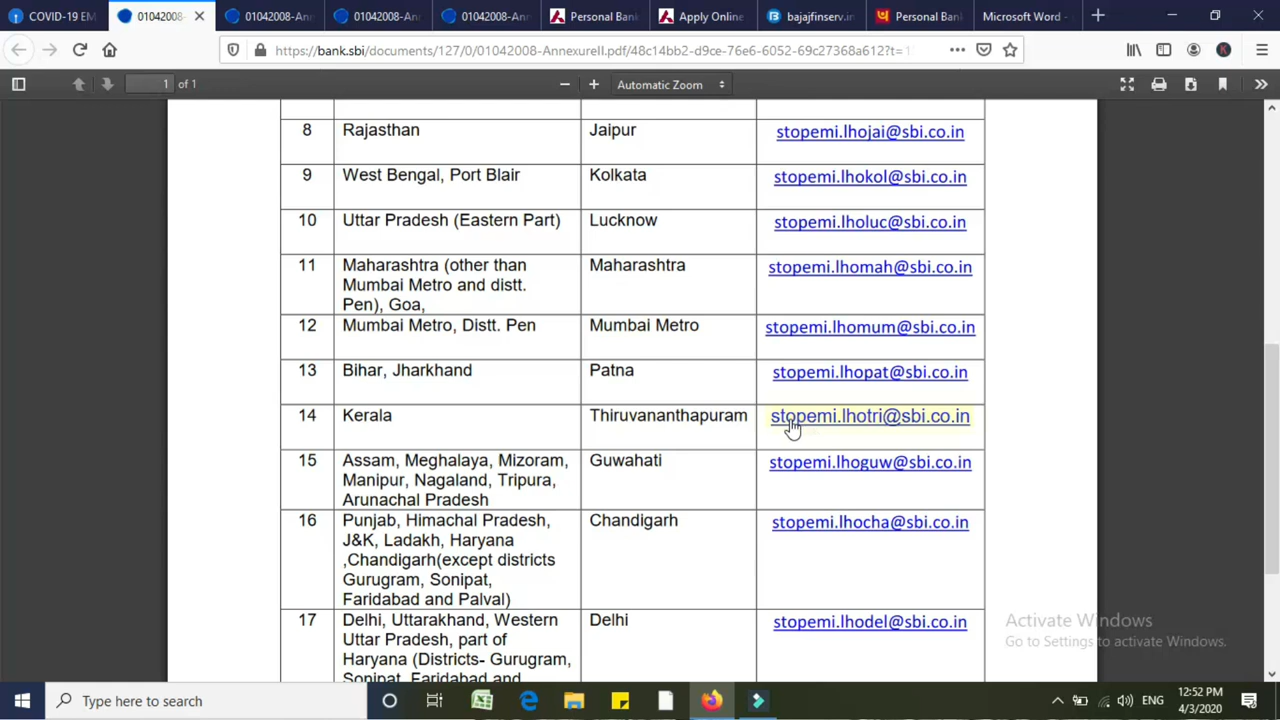 COVID-19 EM
01042008-
01042008-An
01042008-An
01042008-An
Personal Bank
Apply Online
bajajfinserv.in
Personal Bank
Microsoft Word -
https://bank.sbi/documents/127/0/01042008-AnnexureII.pdf/48c14bb2-d9ce-76e6-6052-69c27368a612?t=
1 of 1
Automatic Zoom
8 Rajasthan Jaipur stopemi.lhojai@sbi.co.in
9 West Bengal, Port Blair Kolkata stopemi.lhokol@sbi.co.in
10 Uttar Pradesh (Eastern Part) Lucknow stopemi.lholuc@sbi.co.in
11 Maharashtra (other than Maharashtra stopemi.lhomah@sbi.co.in
Mumbai Metro and distt.
Pen), Goa,
12 Mumbai Metro, Distt. Pen Mumbai Metro stopemi.lhomum@sbi.co.in
13 Bihar, Jharkhand Patna stopemi.lhopat@sbi.co.in
14 Kerala Thiruvananthapuram stopemi.lhotri@sbi.co.in
15 Assam, Meghalaya, Mizoram, Guwahati stopemi.lhoguw@sbi.co.in
Manipur, Nagaland, Tripura,
Arunachal Pradesh
16 Punjab, Himachal Pradesh, Chandigarh stopemi.lhocha@sbi.co.in
J&K, Ladakh, Haryana
,Chandigarh(except districts
Gurugram, Sonipat,
Faridabad and Palval)
17 Delhi, Uttarakhand, Western Delhi stopemi.lhodel@sbi.co.in
Uttar Pradesh, part of
Haryana (Districts- Gurugram,
Sonipat, Faridabad and
Activate Windows
Go to Settings to activate Windows.
Type here to search
ENG
12:52 PM
4/3/2020